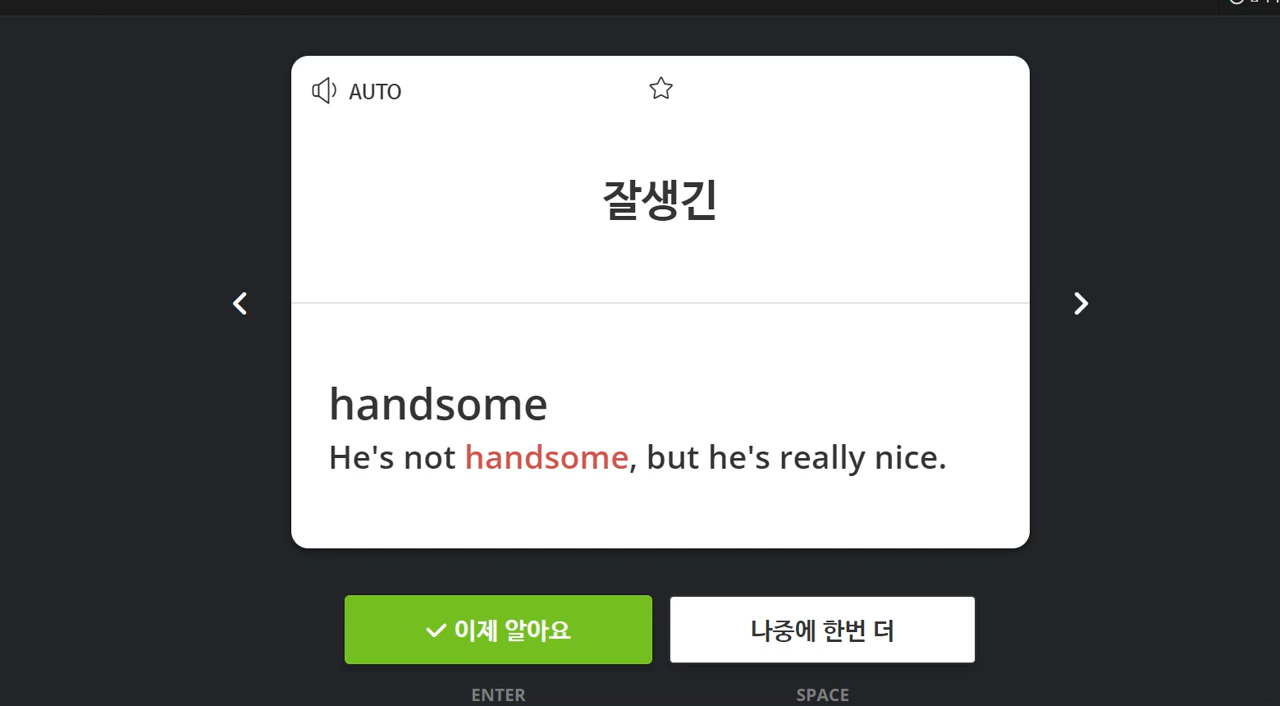 AUTO
잘생긴
handsome
He's not handsome, but he's really nice.
이제 알아요
나중에 한번 더
ENTER
SPACE